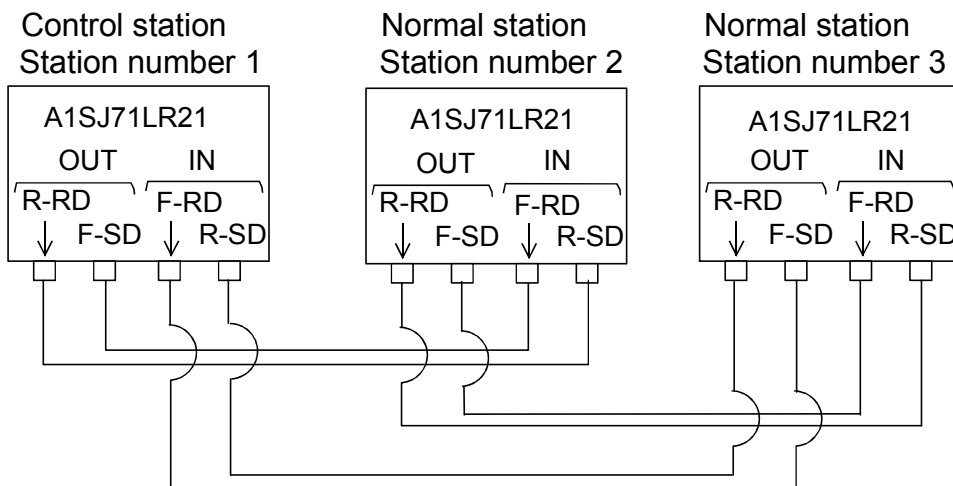 Control station
Station number 1
A1SJ71LR21
OUT IN
R-RD F-RD
F-SD R-SD
Normal station
Station number 2
A1SJ71LR21
OUT IN
R-RD F-RD
F-SD R-SD
Normal station
Station number 3
A1SJ71LR21
OUT IN
R-RD F-RD
F-SD R-SD